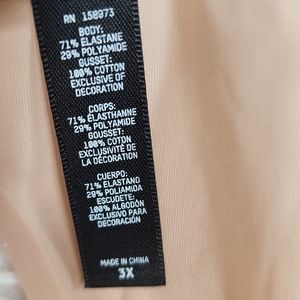 RN 158973
BODY:
71% ELASTANE
29% POLYAMIDE
GUSSET:
100% COTTON
EXCLUSIVE OF
DECORATION
CORPS:
71% ÉLASTHANNE
29% POLYAMIDE
GOUSSET:
100% COTON
EXCLUSIVITÉ DE
LA DÉCORATION
CUERPO:
71% ELASTANO
29% POLIAMIDA
ESCUDETE:
100% ALGODÓN
EXCLUSIVO PARA
DECORACIÓN
MADE IN CHINA
3X